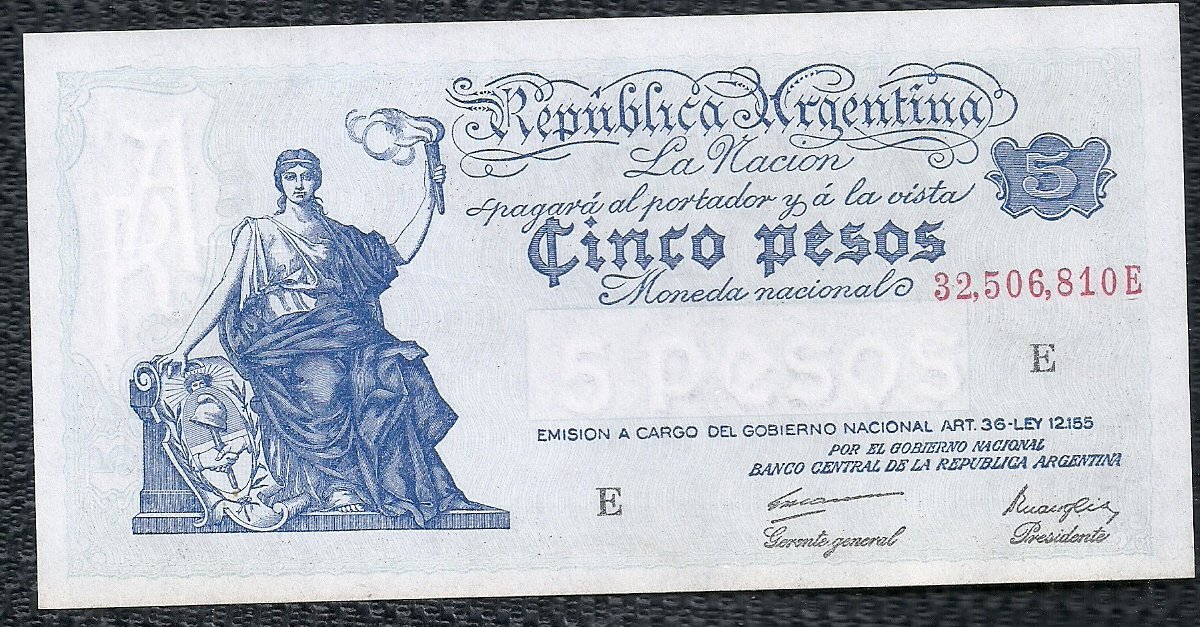 República Argentina
La Nación
pagará al portador y á la vista
5
Cinco pesos
Moneda nacional
32,506,810E
5 pesos
E
EMISION A CARGO DEL GOBIERNO NACIONAL ART. 36-LEY 12.155
POR EL GOBIERNO NACIONAL
BANCO CENTRAL DE LA REPUBLICA ARGENTINA
E
Gerente general
Presidente